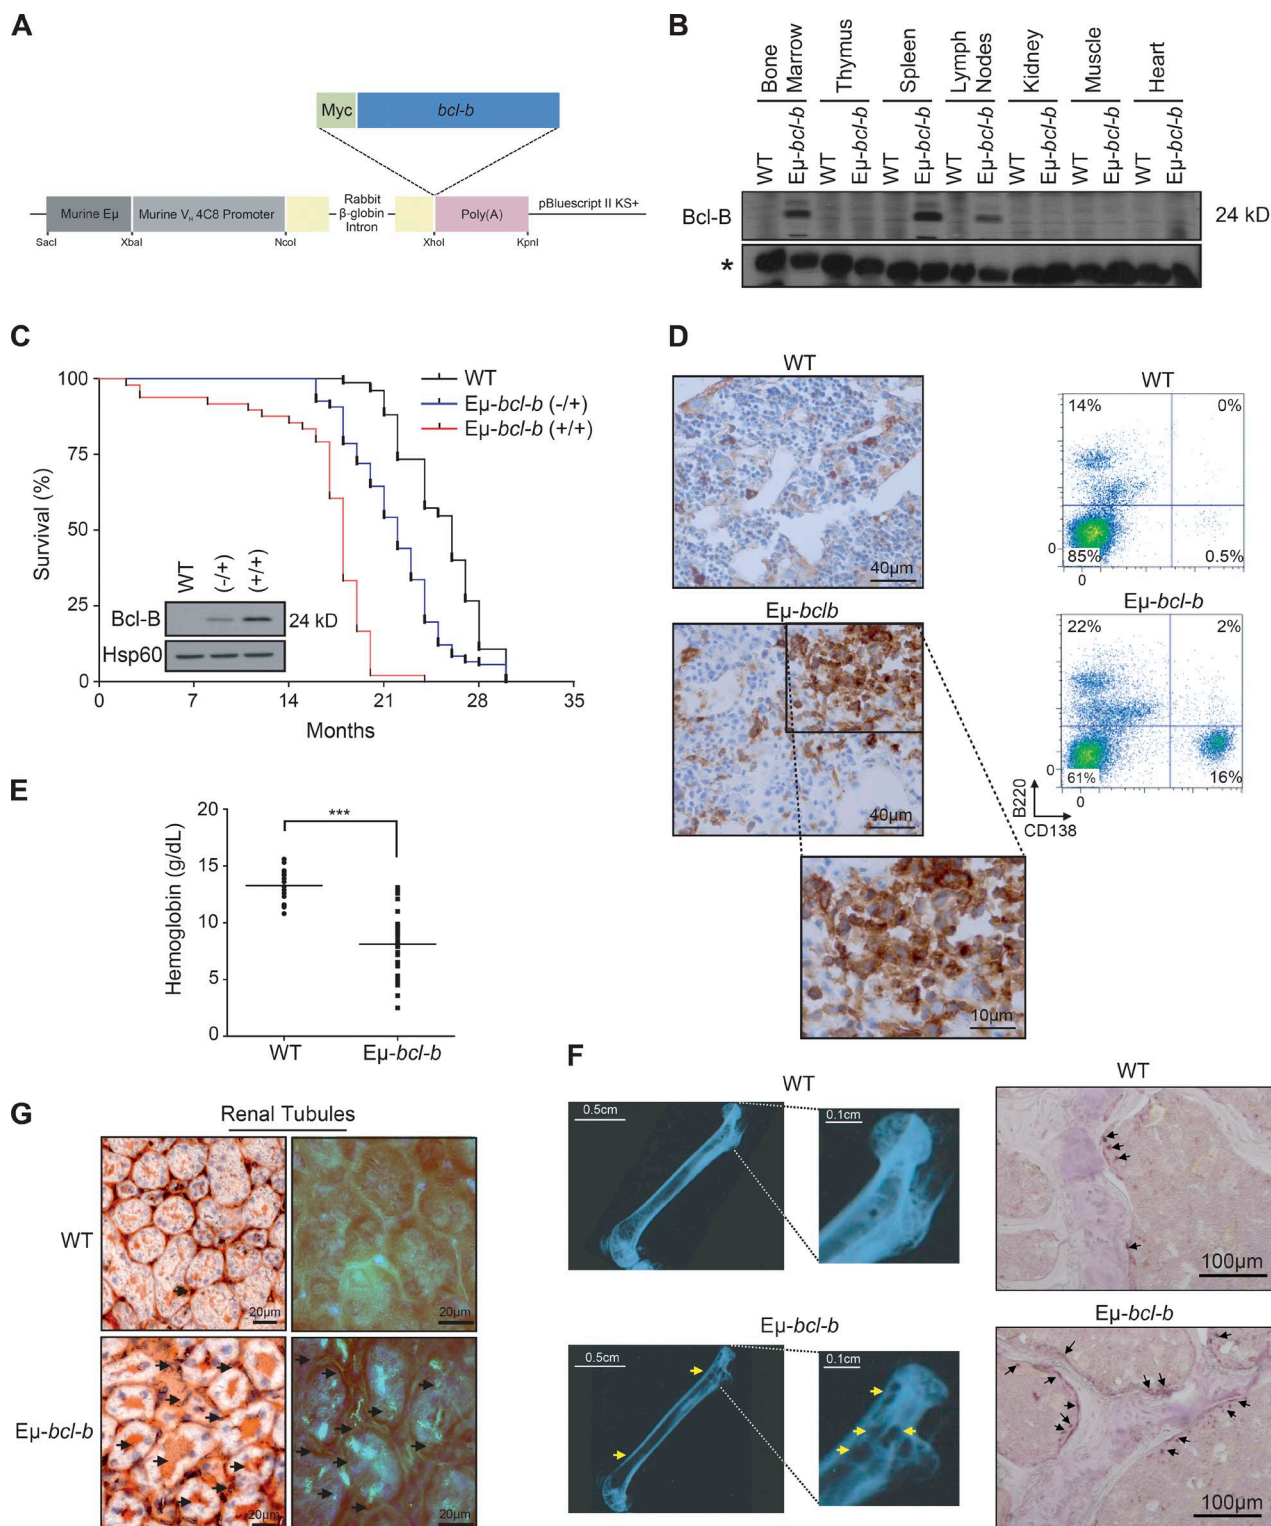 A
Myc
bcl-b
Murine Eµ
Murine VH 4C8 Promoter
Rabbit
β-globin
Intron
Poly(A)
pBluescript II KS+
SacI
XbaI
NcoI
XhoI
KpnI
B
Bone
Marrow
Thymus
Spleen
Lymph
Nodes
Kidney
Muscle
Heart
WT
Eµ-bcl-b
WT
Eµ-bcl-b
WT
Eµ-bcl-b
WT
Eµ-bcl-b
WT
Eµ-bcl-b
WT
Eµ-bcl-b
WT
Eµ-bcl-b
Bcl-B
24 kD
*
C
100
75
50
25
0
Survival (%)
WT
Eµ-bcl-b (-/+)
Eµ-bcl-b (+/+)
WT
(-/+)
(+/+)
Bcl-B
24 kD
Hsp60
0 7 14 21 28 35
Months
D
WT
40µm
Eµ-bclb
40µm
10µm
WT
14% 0%
85% 0.5%
0
0
Eµ-bcl-b
22% 2%
61% 16%
0
0
B220
CD138
E
20
15
10
5
0
Hemoglobin (g/dL)
***
WT
Eµ-bcl-b
F
WT
0.5cm
0.1cm
WT
100µm
Eµ-bcl-b
0.5cm
0.1cm
Eµ-bcl-b
100µm
G
Renal Tubules
WT
20µm
20µm
Eµ-bcl-b
20µm
20µm